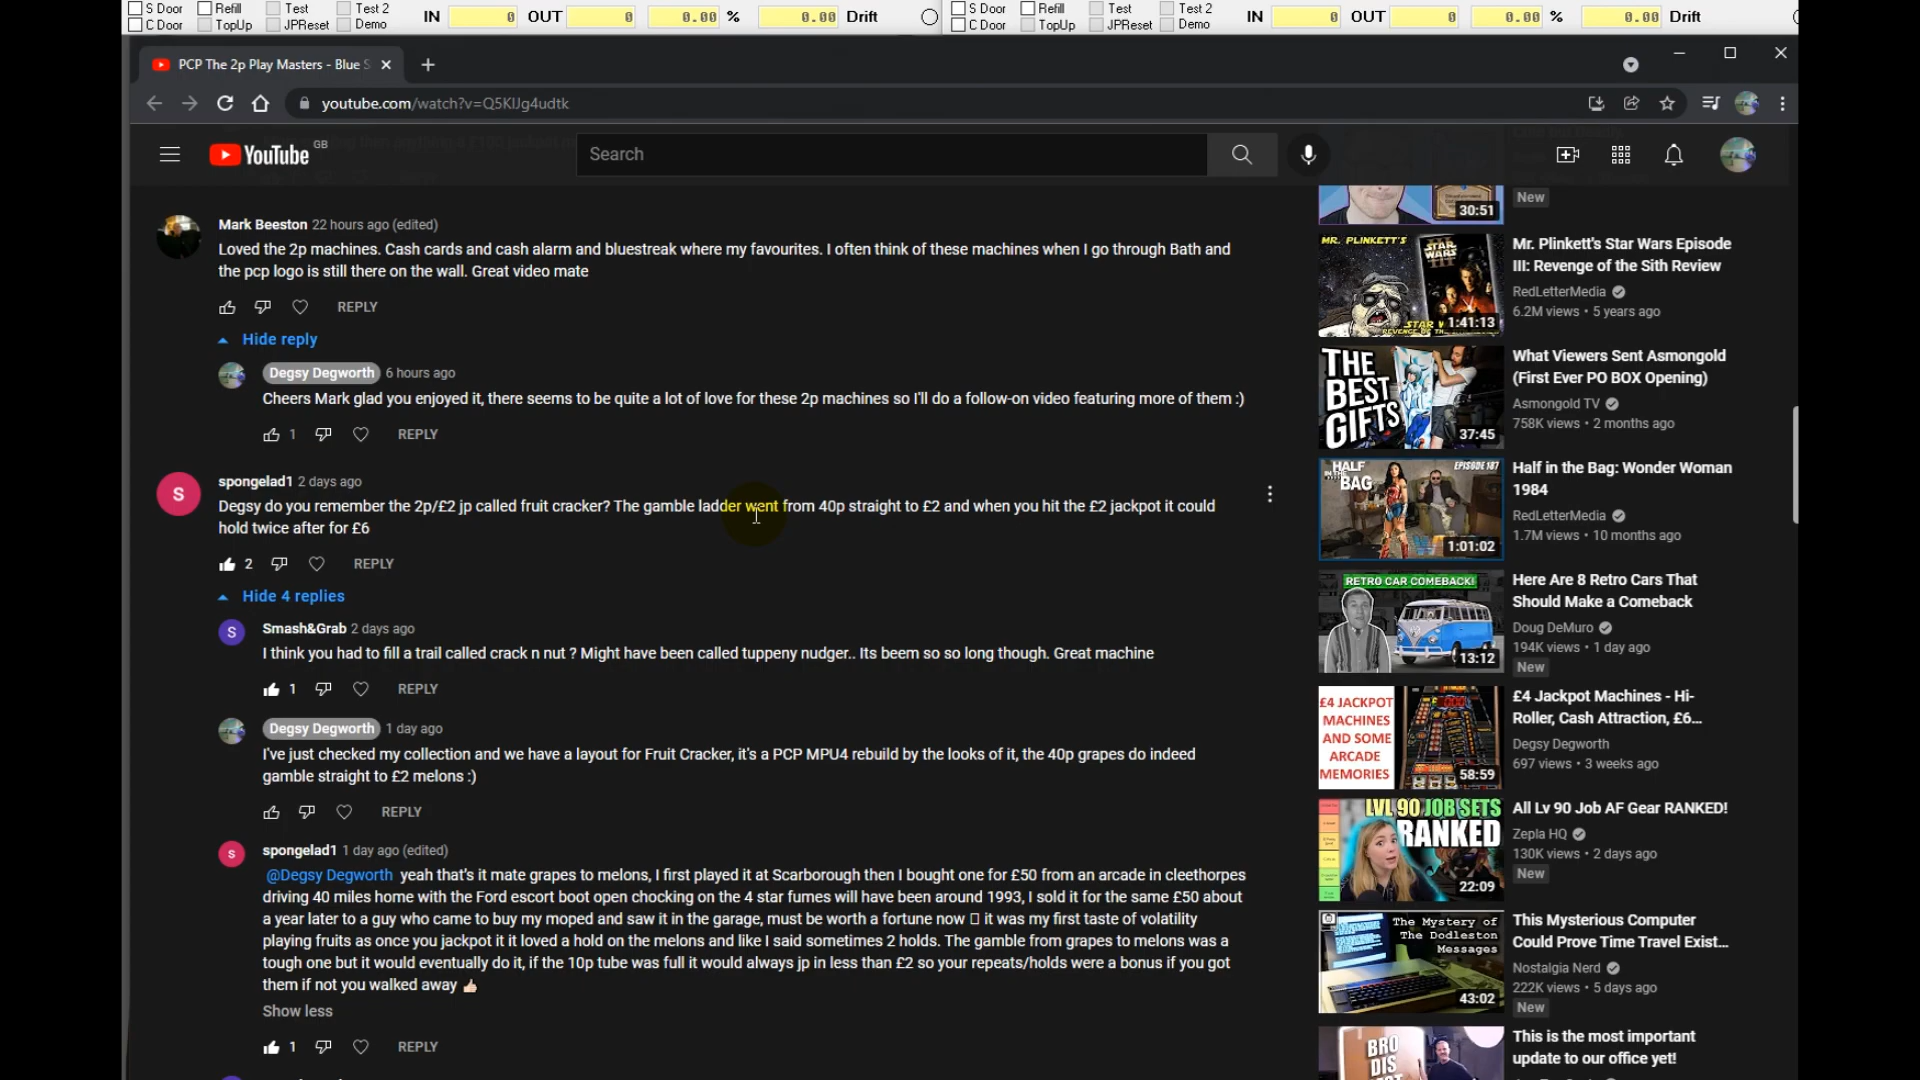 S Door Refill Test Test 2 IN 0 OUT 0 0.00 % 0.00 Drift S Door Refill Test Test 2 IN 0 OUT 0 0.00 % 0.00 Drift
C Door TopUp JPReset Demo C Door TopUp JPReset Demo
PCP The 2p Play Masters - Blue S
youtube.com/watch?v=Q5KlJg4udtk
YouTube GB
Search
Mark Beeston 22 hours ago (edited)
Loved the 2p machines. Cash cards and cash alarm and bluestreak where my favourites. I often think of these machines when I go through Bath and
the pcp logo is still there on the wall. Great video mate
REPLY
Hide reply
Degsy Degworth 6 hours ago
Cheers Mark glad you enjoyed it, there seems to be quite a lot of love for these 2p machines so I'll do a follow-on video featuring more of them :)
1 REPLY
S
spongelad1 2 days ago
Degsy do you remember the 2p/£2 jp called fruit cracker? The gamble ladder went from 40p straight to £2 and when you hit the £2 jackpot it could
hold twice after for £6
2 REPLY
Hide 4 replies
S
Smash&Grab 2 days ago
I think you had to fill a trail called crack n nut ? Might have been called tuppeny nudger.. Its beem so so long though. Great machine
1 REPLY
Degsy Degworth 1 day ago
I've just checked my collection and we have a layout for Fruit Cracker, it's a PCP MPU4 rebuild by the looks of it, the 40p grapes do indeed
gamble straight to £2 melons :)
REPLY
S
spongelad1 1 day ago (edited)
@Degsy Degworth yeah that's it mate grapes to melons, I first played it at Scarborough then I bought one for £50 from an arcade in cleethorpes
driving 40 miles home with the Ford escort boot open chocking on the 4 star fumes will have been around 1993, I sold it for the same £50 about
a year later to a guy who came to buy my moped and saw it in the garage, must be worth a fortune now it was my first taste of volatility
playing fruits as once you jackpot it it loved a hold on the melons and like I said sometimes 2 holds. The gamble from grapes to melons was a
tough one but it would eventually do it, if the 10p tube was full it would always jp in less than £2 so your repeats/holds were a bonus if you got
them if not you walked away 👍🏻
Show less
1 REPLY
30:51
New
MR. PLINKETT'S
STAR WARS III
STAR W
1:41:13
Mr. Plinkett's Star Wars Episode
III: Revenge of the Sith Review
RedLetterMedia
6.2M views • 5 years ago
THE
BEST
GIFTS
37:45
What Viewers Sent Asmongold
(First Ever PO BOX Opening)
Asmongold TV
758K views • 2 months ago
HALF
IN THE
BAG
EPISODE 187
1:01:02
Half in the Bag: Wonder Woman
1984
RedLetterMedia
1.7M views • 10 months ago
RETRO CAR COMEBACK!
13:12
Here Are 8 Retro Cars That
Should Make a Comeback
Doug DeMuro
194K views • 1 day ago
New
£4 JACKPOT
MACHINES
AND SOME
ARCADE
MEMORIES
58:59
£4 Jackpot Machines - Hi-
Roller, Cash Attraction, £6...
Degsy Degworth
697 views • 3 weeks ago
LVL 90 JOB SETS
RANKED
22:09
All Lv 90 Job AF Gear RANKED!
Zepla HQ
130K views • 2 days ago
New
The Mystery of
The Dodleston
Messages
43:02
This Mysterious Computer
Could Prove Time Travel Exist...
Nostalgia Nerd
222K views • 5 days ago
New
BRO
DIS
This is the most important
update to our office yet!